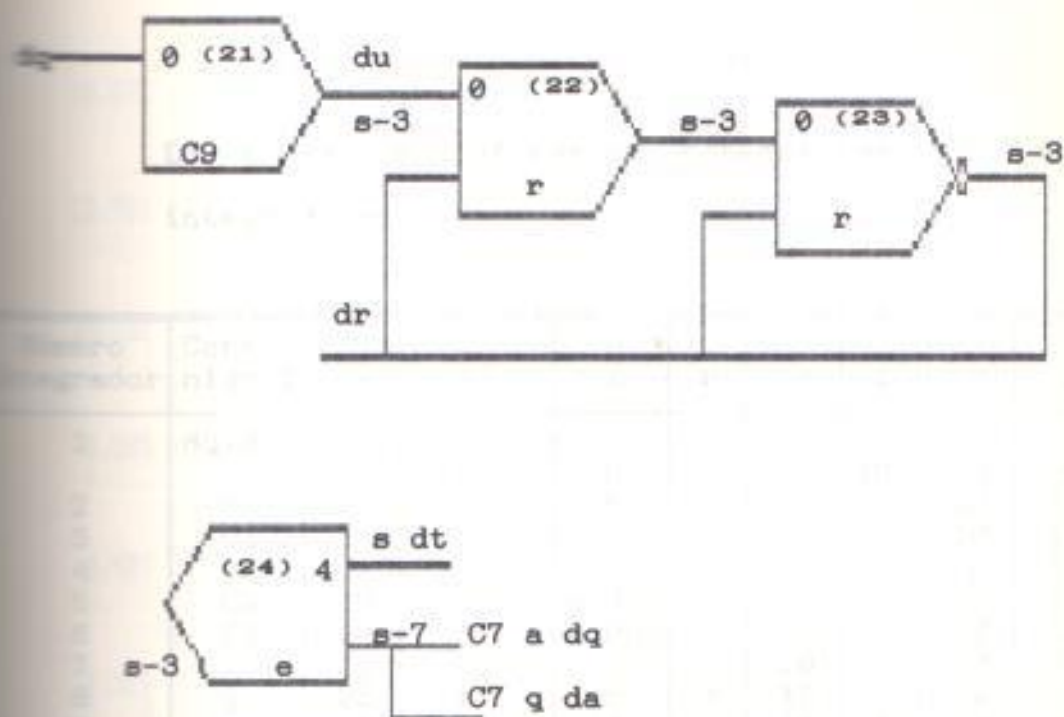 0 (21)
du
0 (22)
s-3
s-3
0 (23)
s-3
C9
r
r
dr
(24) 4
s dt
s-7 C7 a dq
s-3
e
C7 q da